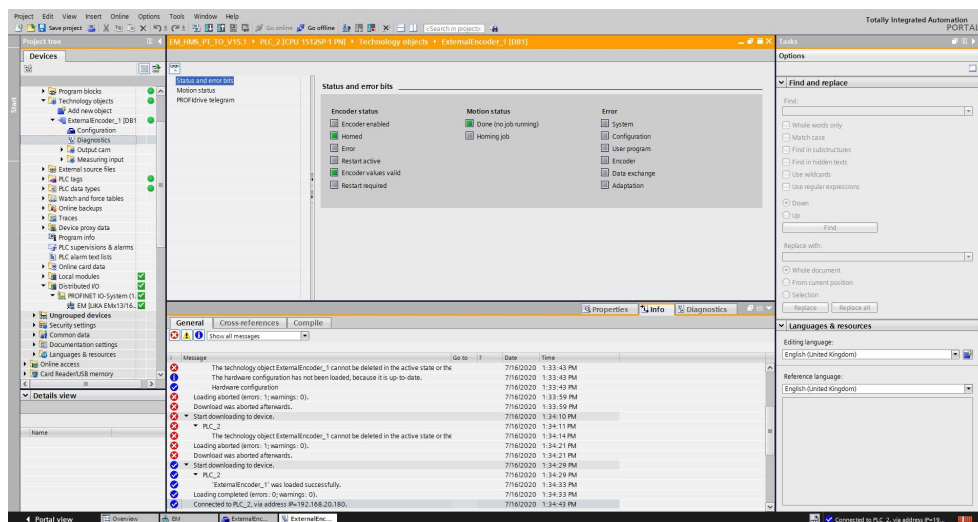 Project Edit View Insert Online Options Tools Window Help
Totally Integrated Automation
PORTAL
Save project Go online Go offline <Search in project>
Project tree
EM_HMS_PT_TO_V15.1 PLC_2 [CPU 1512SP-1 PN] Technology objects ExternalEncoder_1 [DB1]
Tasks
Devices
Options
Start
Program blocks
Technology objects
Add new object
ExternalEncoder_1 [DB1
Configuration
Diagnostics
Output cam
Measuring input
External source files
PLC tags
PLC data types
Watch and force tables
Online backups
Traces
Device proxy data
Program info
PLC supervisions & alarms
PLC alarm text lists
Online card data
Local modules
Distributed I/O
PROFINET IO-System (1..
EM [LIKA EMx13/16..
Ungrouped devices
Security settings
Common data
Documentation settings
Languages & resources
Online access
Card Reader/USB memory
Details view
Name
Status and error bits
Motion status
PROFIdrive telegram
Status and error bits
Encoder status
Encoder enabled
Homed
Error
Restart active
Encoder values valid
Restart required
Motion status
Done (no job running)
Homing job
Error
System
Configuration
User program
Encoder
Data exchange
Adaptation
Properties Info Diagnostics
General Cross-references Compile
Show all messages
! Message Go to ? Date Time
The technology object ExternalEncoder_1 cannot be deleted in the active state or the 7/16/2020 1:33:43 PM
The hardware configuration has not been loaded, because it is up-to-date. 7/16/2020 1:33:43 PM
Hardware configuration 7/16/2020 1:33:43 PM
Loading aborted (errors: 1; warnings: 0). 7/16/2020 1:33:59 PM
Download was aborted afterwards. 7/16/2020 1:33:59 PM
Start downloading to device. 7/16/2020 1:34:10 PM
PLC_2 7/16/2020 1:34:11 PM
The technology object ExternalEncoder_1 cannot be deleted in the active state or the 7/16/2020 1:34:14 PM
Loading aborted (errors: 1; warnings: 0). 7/16/2020 1:34:21 PM
Download was aborted afterwards. 7/16/2020 1:34:21 PM
Start downloading to device. 7/16/2020 1:34:29 PM
PLC_2 7/16/2020 1:34:29 PM
'ExternalEncoder_1' was loaded successfully. 7/16/2020 1:34:33 PM
Loading completed (errors: 0; warnings: 0). 7/16/2020 1:34:43 PM
Connected to PLC_2, via address IP=192.168.20.180. 7/16/2020 1:34:43 PM
Find and replace
Find:
Whole words only
Match case
Find in substructures
Find in hidden texts
Use wildcards
Use regular expressions
Down
Up
Find
Replace with:
Whole document
From current position
Selection
Replace Replace all
Languages & resources
Editing language:
English (United Kingdom)
Reference language:
English (United Kingdom)
Portal view Overview EM ExternalEnc... ExternalEnc... Connected to PLC_2, via address IP=19...